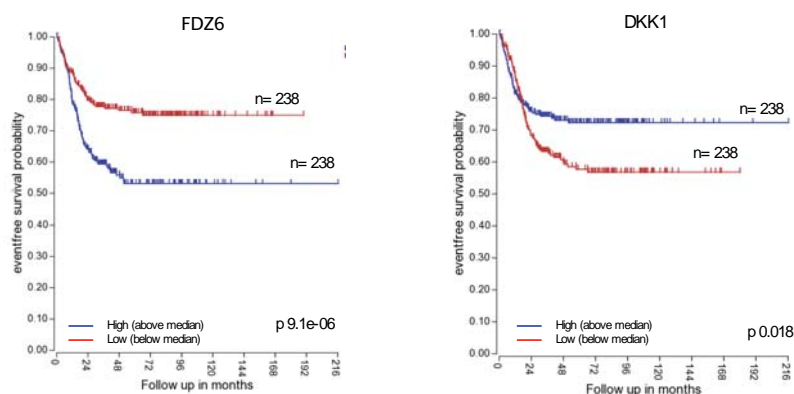 FDZ6
eventfree survival probability
1.00
0.90
0.80
0.70
0.60
0.50
0.40
0.30
0.20
0.10
0.00
n= 238
n= 238
High (above median)
Low (below median)
p 9.1e-06
0 24 48 72 96 120 144 168 192 216
Follow up in months
DKK1
eventfree survival probability
1.00
0.90
0.80
0.70
0.60
0.50
0.40
0.30
0.20
0.10
0.00
n= 238
n= 238
High (above median)
Low (below median)
p 0.018
0 24 48 72 96 120 144 168 192 216
Follow up in months